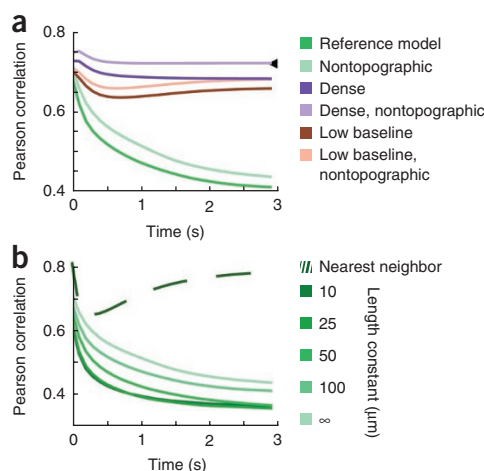 a
Pearson correlation
0.8
0.6
0.4
0
1
2
3
Time (s)
Reference model
Nontopographic
Dense
Dense, nontopographic
Low baseline
Low baseline,
nontopographic
b
Pearson correlation
0.8
0.6
0.4
0
1
2
3
Time (s)
Nearest neighbor
10
25
50
100
∞
Length constant (μm)